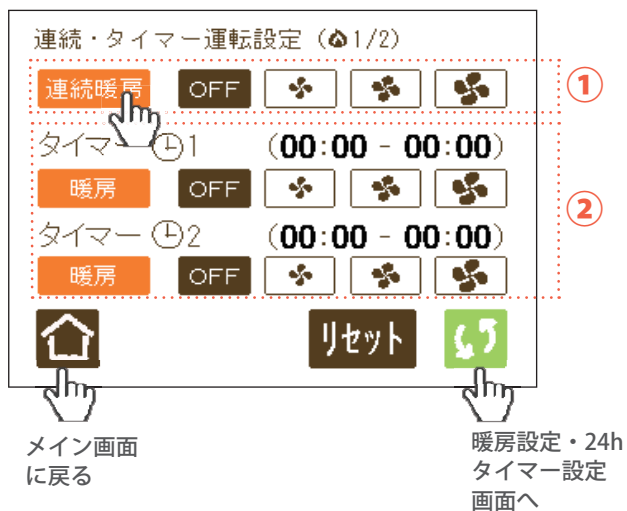 連続・タイマー運転設定（1/2）
連続暖房 OFF
①
タイマー 1 （00:00 - 00:00）
暖房 OFF
②
タイマー 2 （00:00 - 00:00）
暖房 OFF
リセット
メイン画面
に戻る
暖房設定・24h
タイマー設定
画面へ